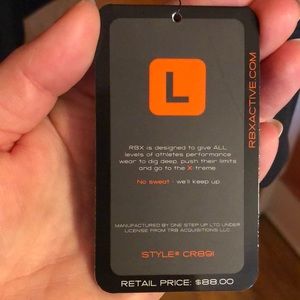 L
RBX is designed to give ALL
levels of athletes performance
wear to dig deep, push their limits
and go to the X-treme
No sweat - we'll keep up
MANUFACTURED BY ONE STEP UP LTD UNDER
LICENSE FROM TRB ACQUISITIONS LLC
STYLE# CR891
RETAIL PRICE: $88.00
RBXACTIVE.COM